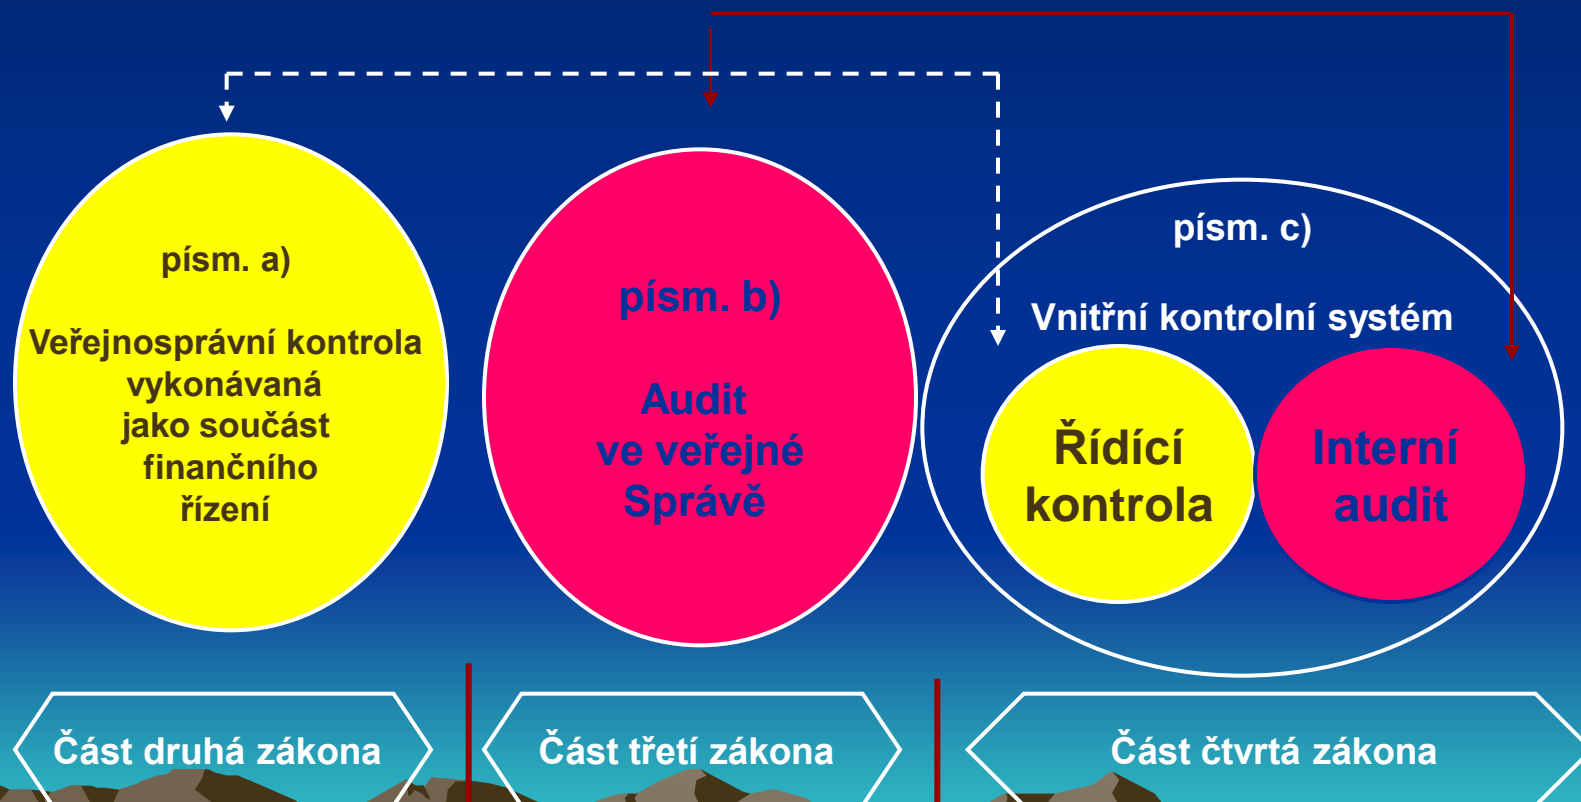 písm. a)
Veřejnosprávní kontrola
vykonávaná
jako součást
finančního
řízení
písm. b)
Audit
ve veřejné
Správě
písm. c)
Vnitřní kontrolní systém
Řídící
kontrola
Interní
audit
Část druhá zákona
Část třetí zákona
Část čtvrtá zákona